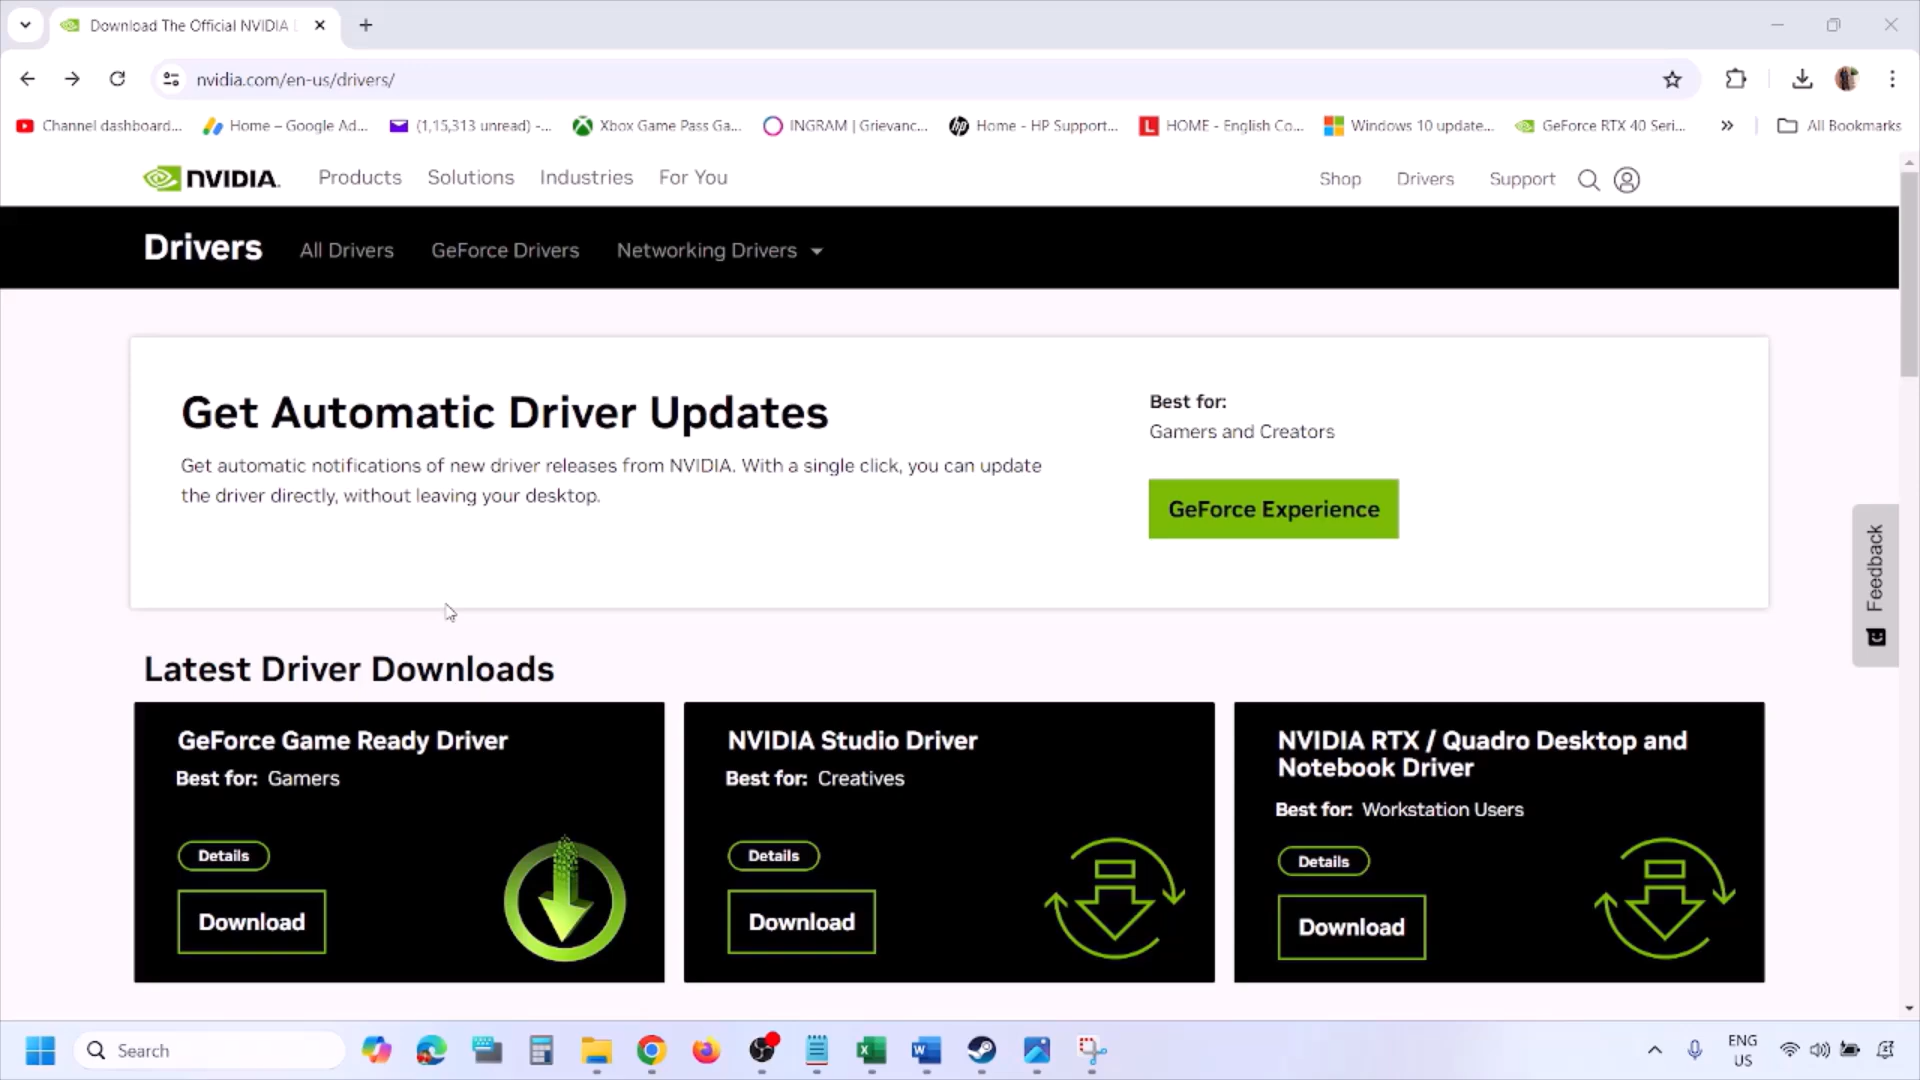 Download The Official NVIDIA
nvidia.com/en-us/drivers/
Channel dashboard...
Home – Google Ad...
(1,15,313 unread) -...
Xbox Game Pass Ga...
INGRAM | Grievanc...
Home - HP Support...
L
HOME - English Co...
Windows 10 update...
GeForce RTX 40 Seri...
All Bookmarks
NVIDIA.
Products
Solutions
Industries
For You
Shop
Drivers
Support
Drivers
All Drivers
GeForce Drivers
Networking Drivers
Get Automatic Driver Updates
Get automatic notifications of new driver releases from NVIDIA. With a single click, you can update
the driver directly, without leaving your desktop.
Best for:
Gamers and Creators
GeForce Experience
Feedback
Latest Driver Downloads
GeForce Game Ready Driver
Best for: Gamers
Details
Download
NVIDIA Studio Driver
Best for: Creatives
Details
Download
NVIDIA RTX / Quadro Desktop and
Notebook Driver
Best for: Workstation Users
Details
Download
Search
ENG
US